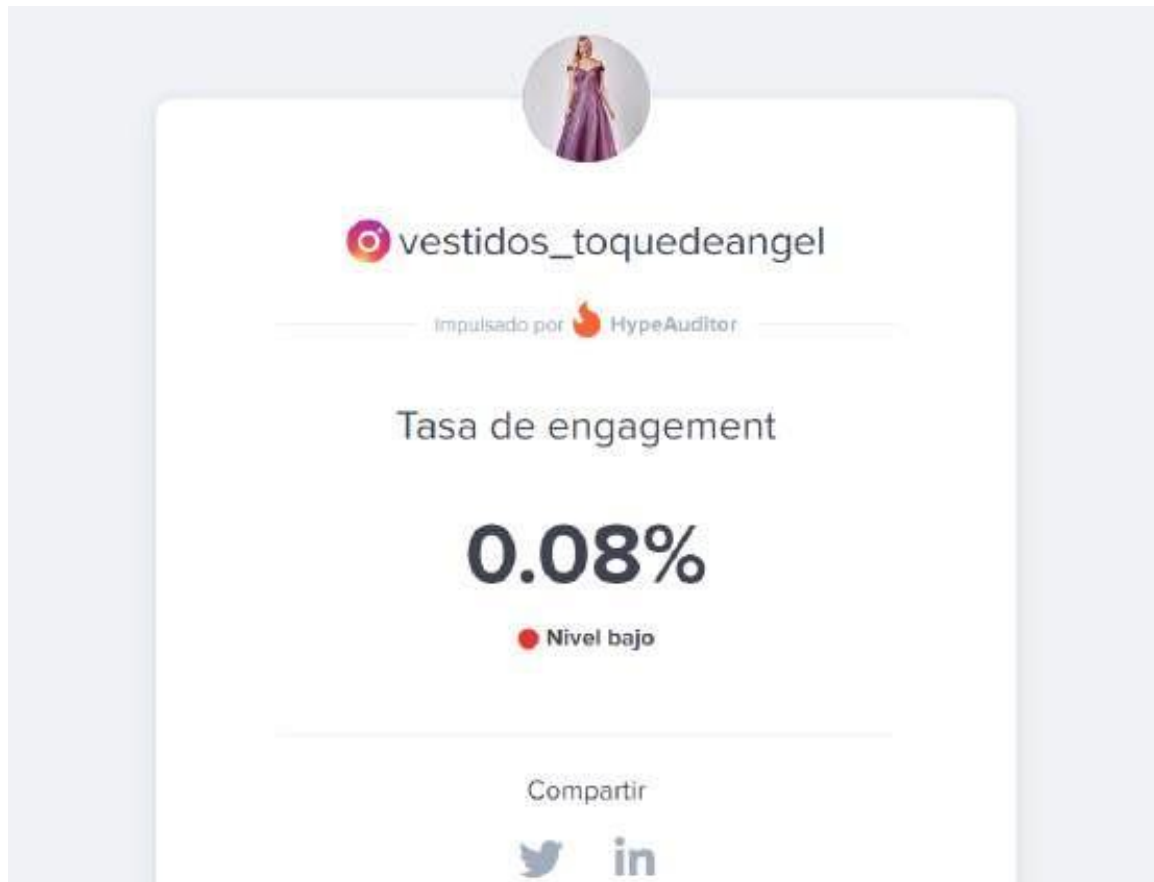 vestidos_toquedeangel
Impulsado por HypeAuditor
Tasa de engagement
0.08%
Nivel bajo
Compartir
in